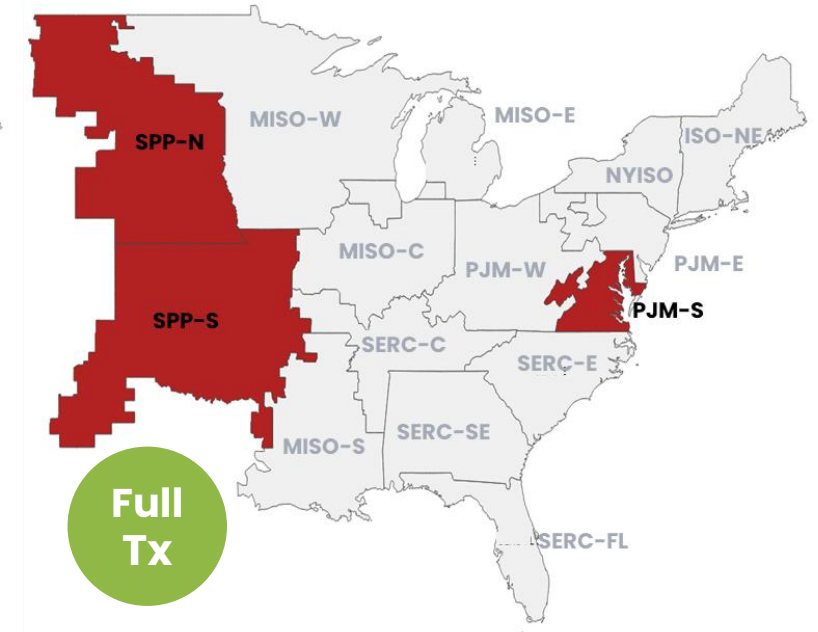 MISO-W
MISO-E
SPP-N
ISO-NE
NYISO
MISO-C
PJM-W
PJM-E
SPP-S
PJM-S
SERC-C
SERC-E
MISO-S
SERC-SE
Full
Tx
SERC-FL